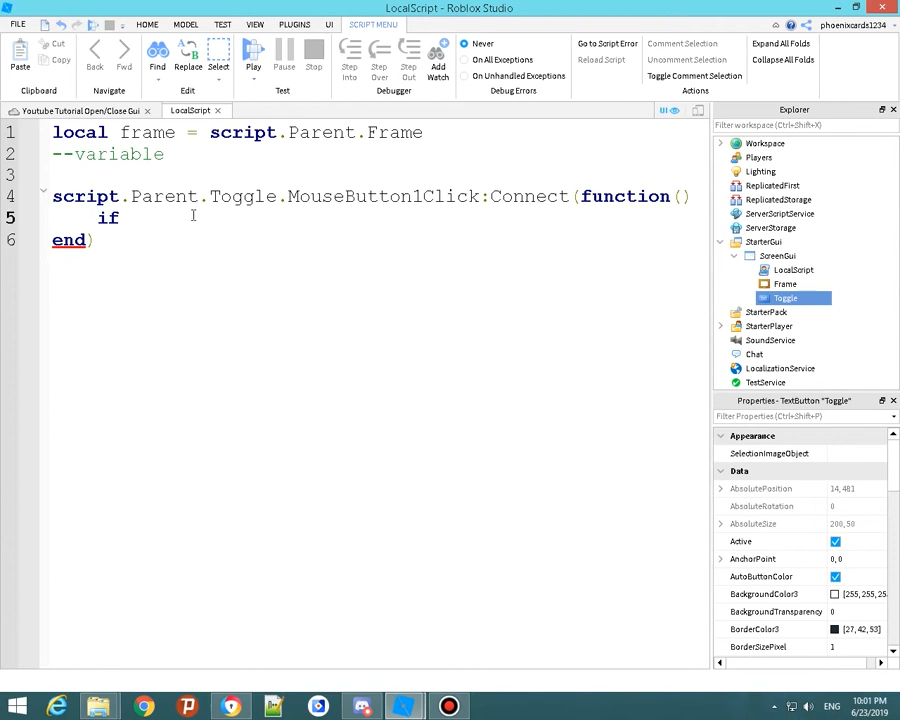 LocalScript - Roblox Studio
FILE HOME MODEL TEST VIEW PLUGINS UI SCRIPT MENU phoenixcards1234
Paste Cut Copy Back Fwd Find Replace Select Play Pause Stop Step Into Step Over Step Out Add Watch
Never Go to Script Error Comment Selection Expand All Folds
On All Exceptions Reload Script Uncomment Selection Collapse All Folds
On Unhandled Exceptions Toggle Comment Selection
Clipboard Navigate Edit Test Debugger Debug Errors Actions
Youtube Tutorial Open/Close Gui LocalScript UI
1 local frame = script.Parent.Frame
2 --variable
3
4 script.Parent.Toggle.MouseButton1Click:Connect(function()
5 if
6 end)
Explorer
Filter workspace (Ctrl+Shift+X)
Workspace
Players
Lighting
ReplicatedFirst
ReplicatedStorage
ServerScriptService
ServerStorage
StarterGui
ScreenGui
LocalScript
Frame
Toggle
StarterPack
StarterPlayer
SoundService
Chat
LocalizationService
TestService
Properties - TextButton "Toggle"
Filter Properties (Ctrl+Shift+P)
Appearance
SelectionImageObject
Data
AbsolutePosition 14,481
AbsoluteRotation 0
AbsoluteSize 200,50
Active
AnchorPoint 0,0
AutoButtonColor
BackgroundColor3 [255,255,25
BackgroundTransparency 0
BorderColor3 [27,42,53]
BorderSizePixel 1
ENG 10:01 PM
6/23/2019